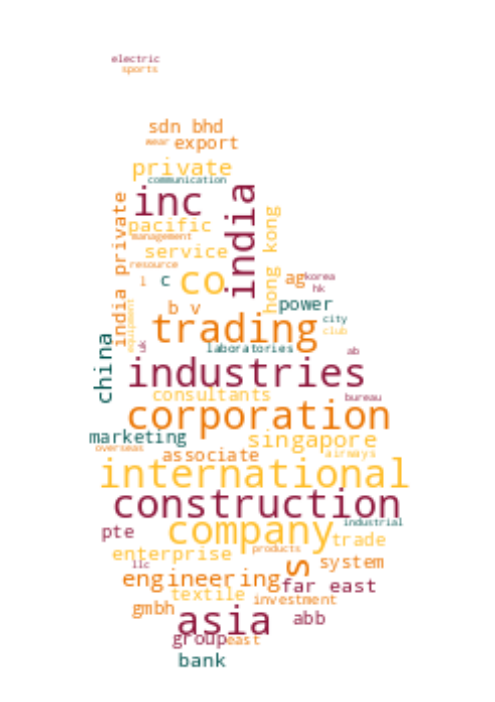 electric
sports
sdn bhd
wear export
private
communication
inc
india
pacific
management
service
hong kong
india private
resource
l c co
ag korea
hk
b v
power
equipment
trading
city
club
uk
laboratories
ab
china
industries
consultants
bureau
corporation
marketing
singapore
overseas
associate
airways
international
construction
company
industrial
pte
trade
enterprise
products
s
system
llc
engineering
far east
textile
investment
gmbh
asia
abb
group east
bank